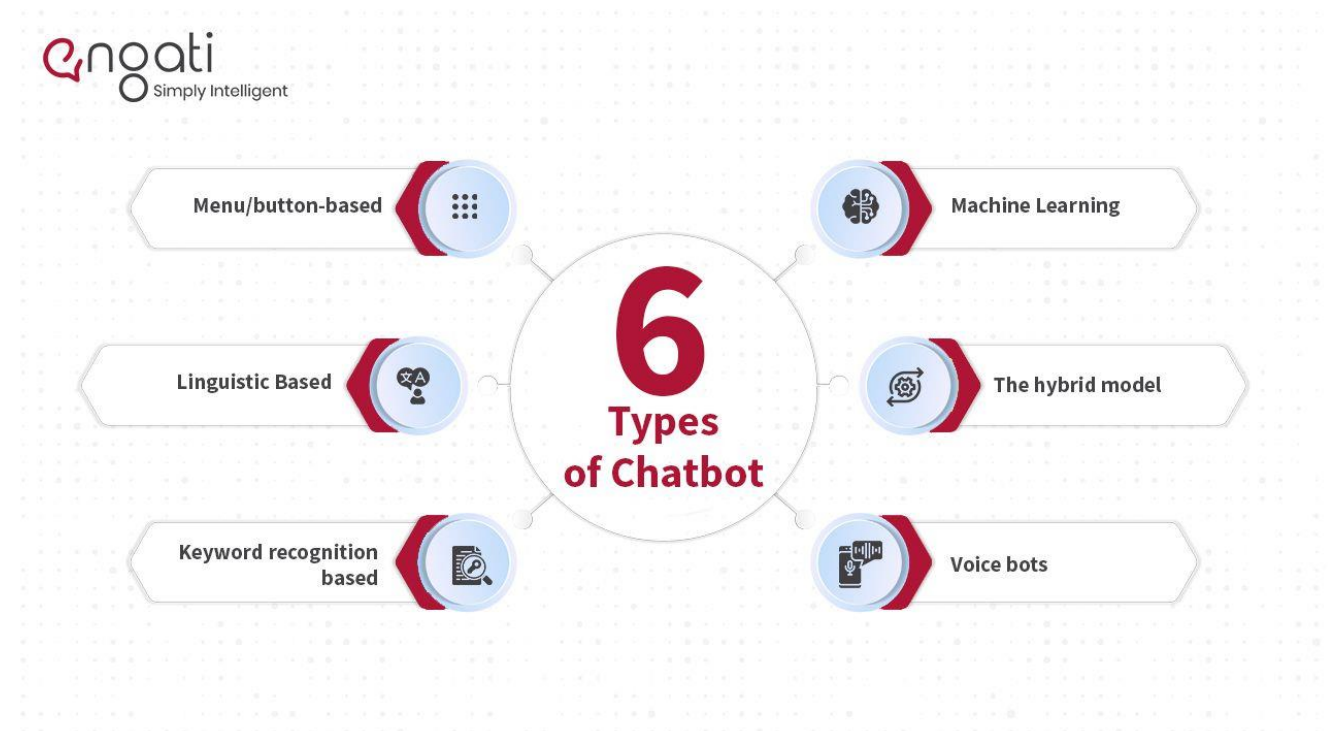 engati
Simply Intelligent
Menu/button-based
Linguistic Based
Keyword recognition
based
6
Types
of Chatbot
Machine Learning
The hybrid model
Voice bots